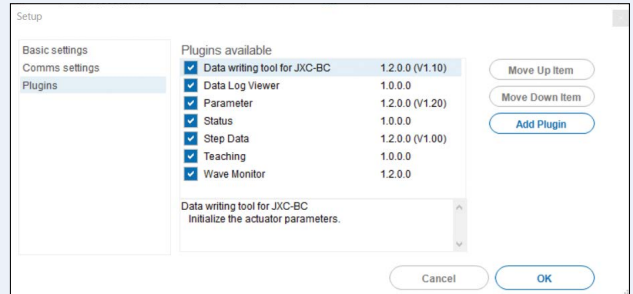 Setup
Basic settings
Comms settings
Plugins
Plugins available
Data writing tool for JXC-BC 1.2.0.0 (V1.10)
Data Log Viewer 1.0.0.0
Parameter 1.2.0.0 (V1.20)
Status 1.0.0.0
Step Data 1.2.0.0 (V1.00)
Teaching 1.0.0.0
Wave Monitor 1.2.0.0
Data writing tool for JXC-BC
Initialize the actuator parameters.
Move Up Item
Move Down Item
Add Plugin
Cancel
OK